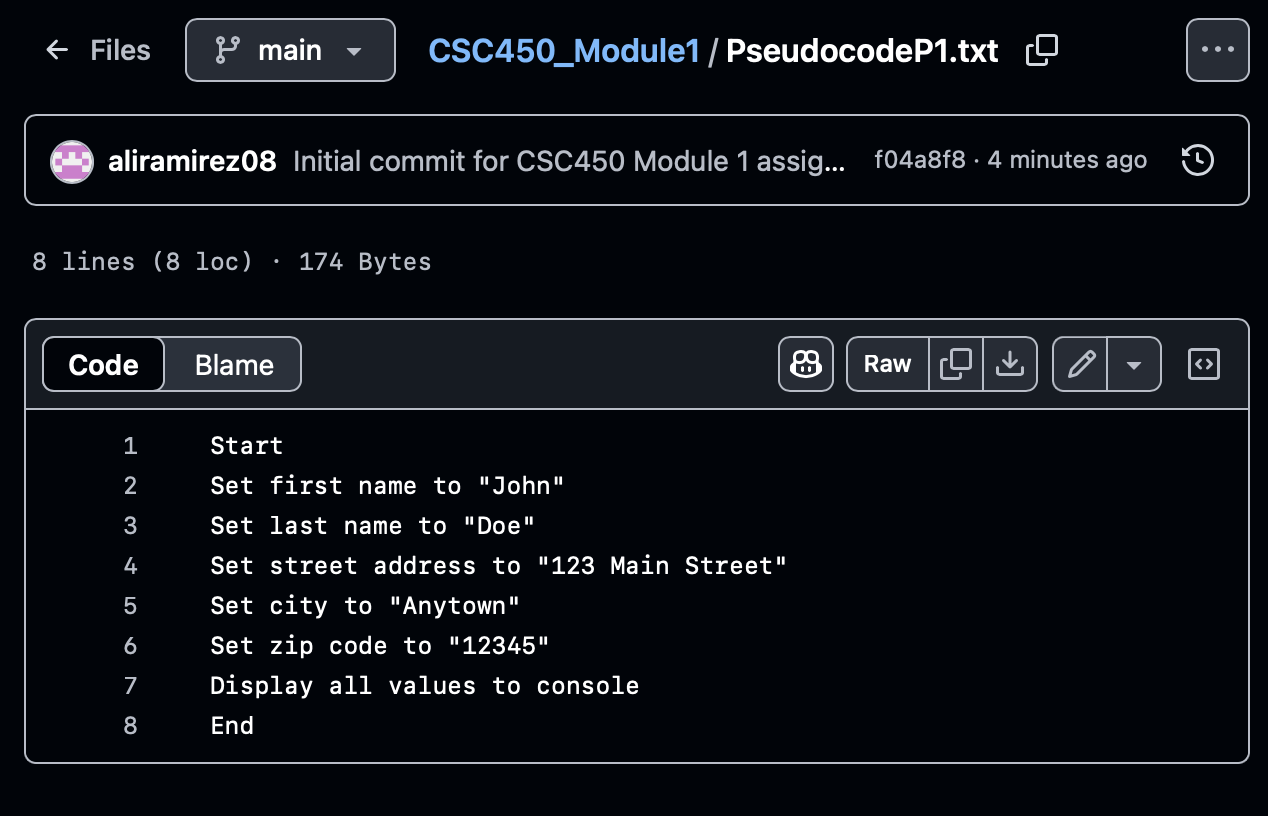 Files main CSC450_Module1 / PseudocodeP1.txt
aliramirez08 Initial commit for CSC450 Module 1 assig... f04a8f8 · 4 minutes ago
8 lines (8 loc) · 174 Bytes
Code Blame Raw
1 Start
2 Set first name to "John"
3 Set last name to "Doe"
4 Set street address to "123 Main Street"
5 Set city to "Anytown"
6 Set zip code to "12345"
7 Display all values to console
8 End